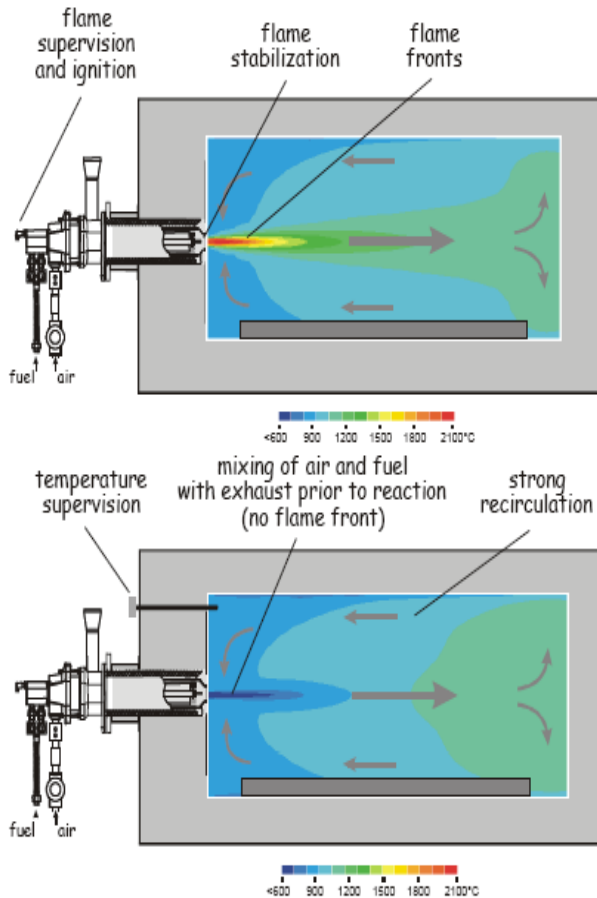 flame
supervision
and ignition
flame
stabilization
flame
fronts
fuel air
<600 900 1200 1500 1800 2100°C
temperature
supervision
mixing of air and fuel
with exhaust prior to reaction
(no flame front)
strong
recirculation
fuel air
<600 900 1200 1500 1800 2100°C